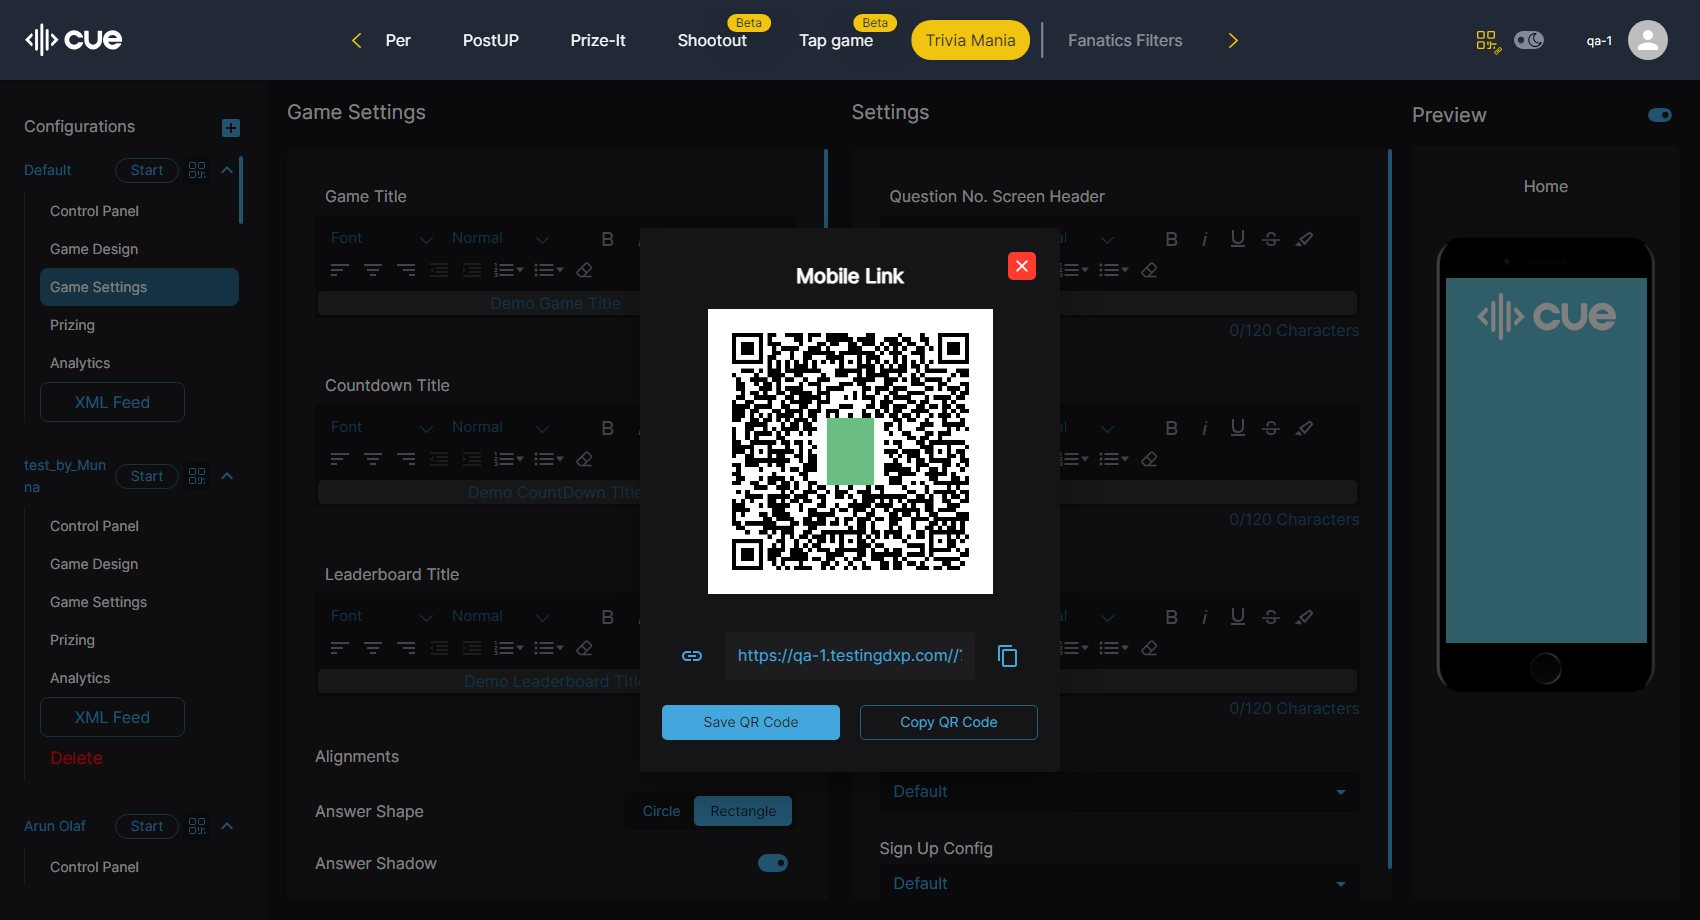 cue
Per
PostUP
Prize-It
Beta
Shootout
Beta
Tap game
Trivia Mania
Fanatics Filters
qa-1
Configurations
Default
Start
Control Panel
Game Design
Game Settings
Prizing
Analytics
XML Feed
test_by_Mun
na
Start
Control Panel
Game Design
Game Settings
Prizing
Analytics
XML Feed
Delete
Arun Olaf
Start
Control Panel
Game Settings
Game Title
Font
Normal
B
Demo Game Title
Countdown Title
Font
Normal
B
Demo CountDown Title
Leaderboard Title
Font
Normal
B
Demo Leaderboard Title
Alignments
Answer Shape
Circle
Rectangle
Answer Shadow
Mobile Link
https://qa-1.testingdxp.com//?
Save QR Code
Copy QR Code
Settings
Question No. Screen Header
B i U S
0/120 Characters
B i U S
0/120 Characters
B i U S
0/120 Characters
Default
Sign Up Config
Default
Preview
Home
cue